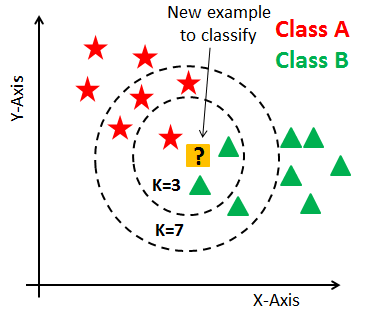 New example
to classify
Class A
Class B
Y-Axis
?
K=3
K=7
X-Axis